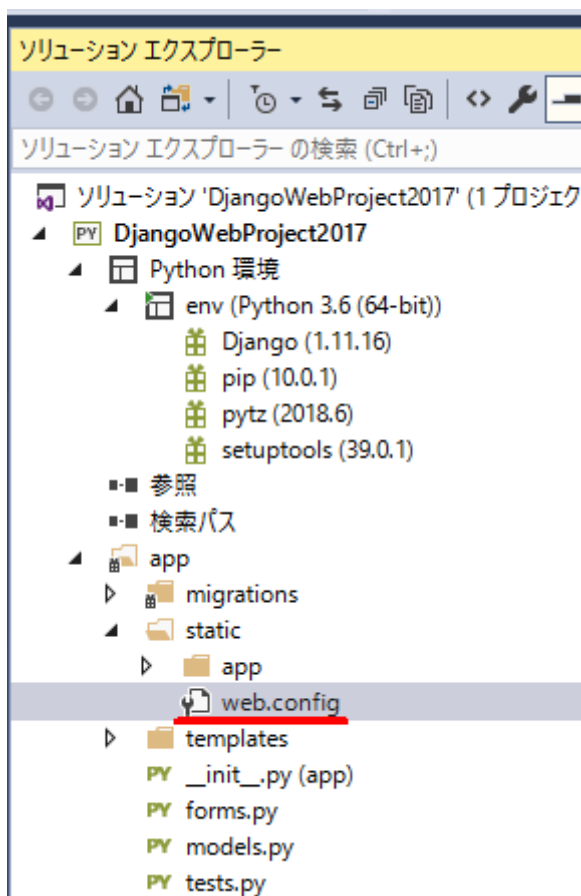 ソリューション エクスプローラー
ソリューション エクスプローラー の検索 (Ctrl+;)
ソリューション 'DjangoWebProject2017' (1 プロジェク
PY DjangoWebProject2017
Python 環境
env (Python 3.6 (64-bit))
Django (1.11.16)
pip (10.0.1)
pytz (2018.6)
setuptools (39.0.1)
参照
検索パス
app
migrations
static
app
web.config
templates
PY __init__.py (app)
PY forms.py
PY models.py
PY tests.py